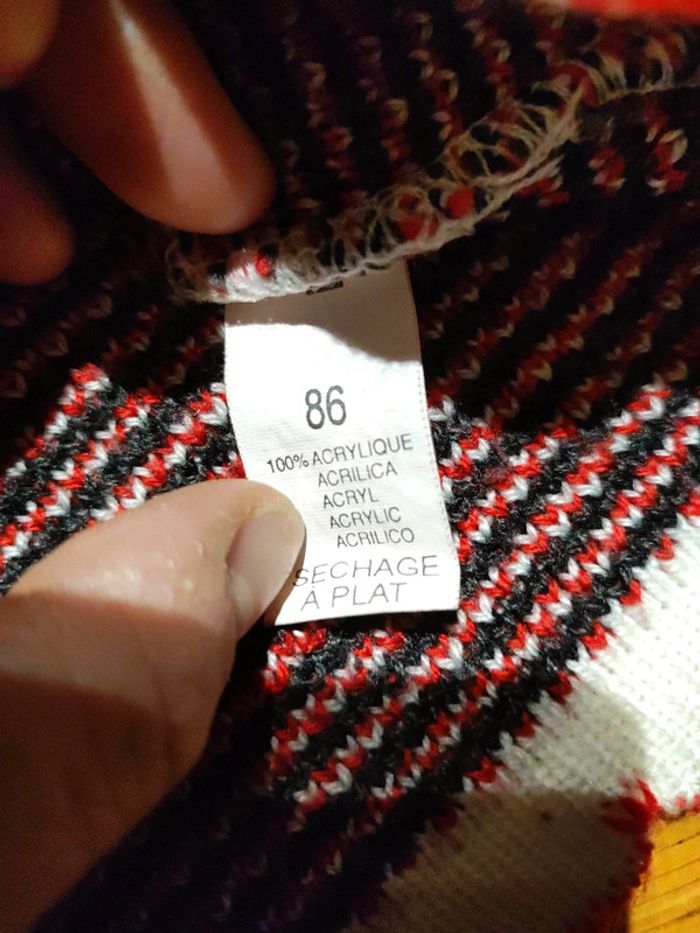 86
100% ACRYLIQUE
ACRILICA
ACRYL
ACRYLIC
ACRILICO
SECHAGE
À PLAT